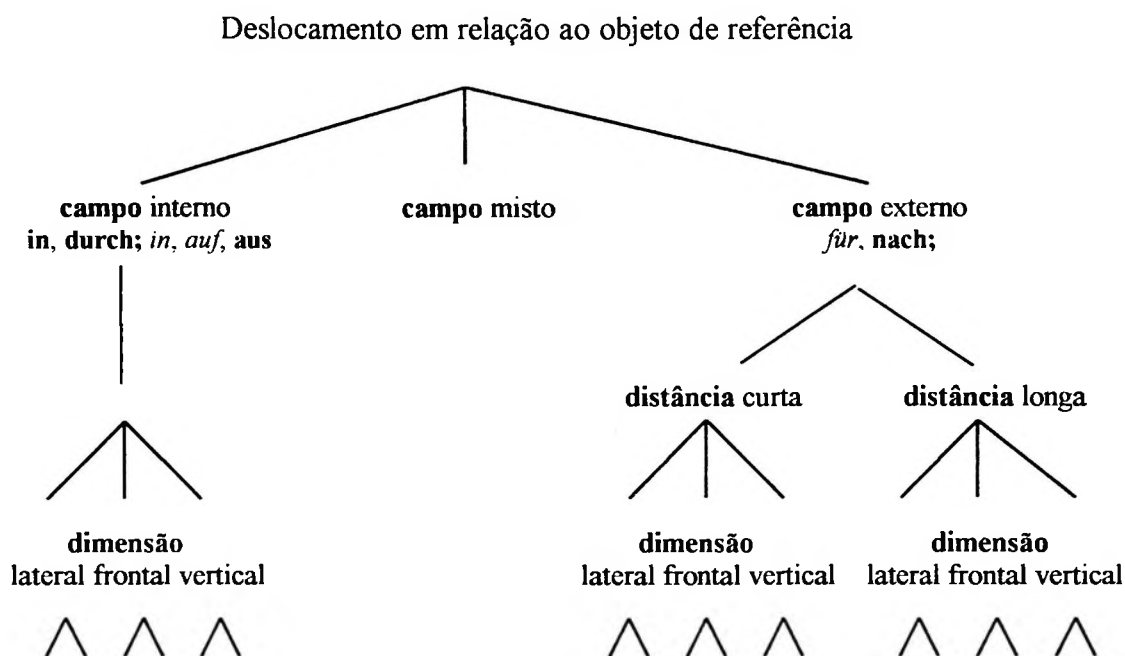 Deslocamento em relação ao objeto de referência
campo interno
in, durch; in, auf, aus
campo misto
campo externo
für, nach;
distância curta
distância longa
dimensão
lateral frontal vertical
dimensão
lateral frontal vertical
dimensão
lateral frontal vertical